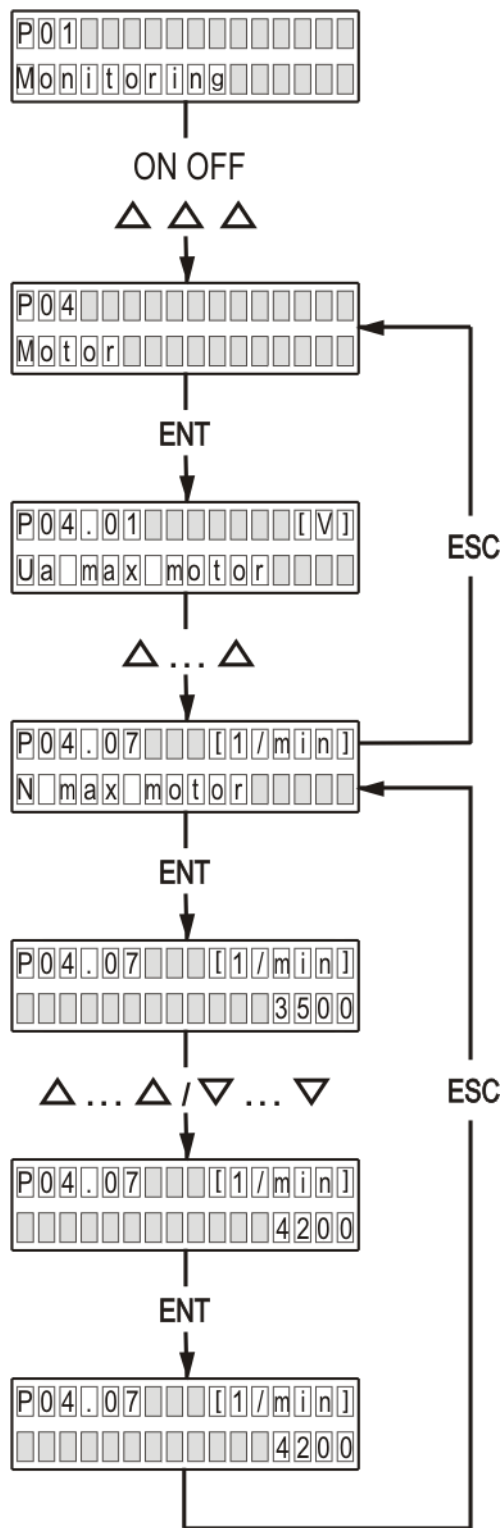 P01
Monitoring
ON OFF
△ △ △
P04
Motor
ENT
P04.01 [V]
Ua max motor
ESC
△ ... △
P04.07 [1/min]
N max motor
ENT
P04.07 [1/min]
3500
△ ... △ / ▽ ... ▽
ESC
P04.07 [1/min]
4200
ENT
P04.07 [1/min]
4200